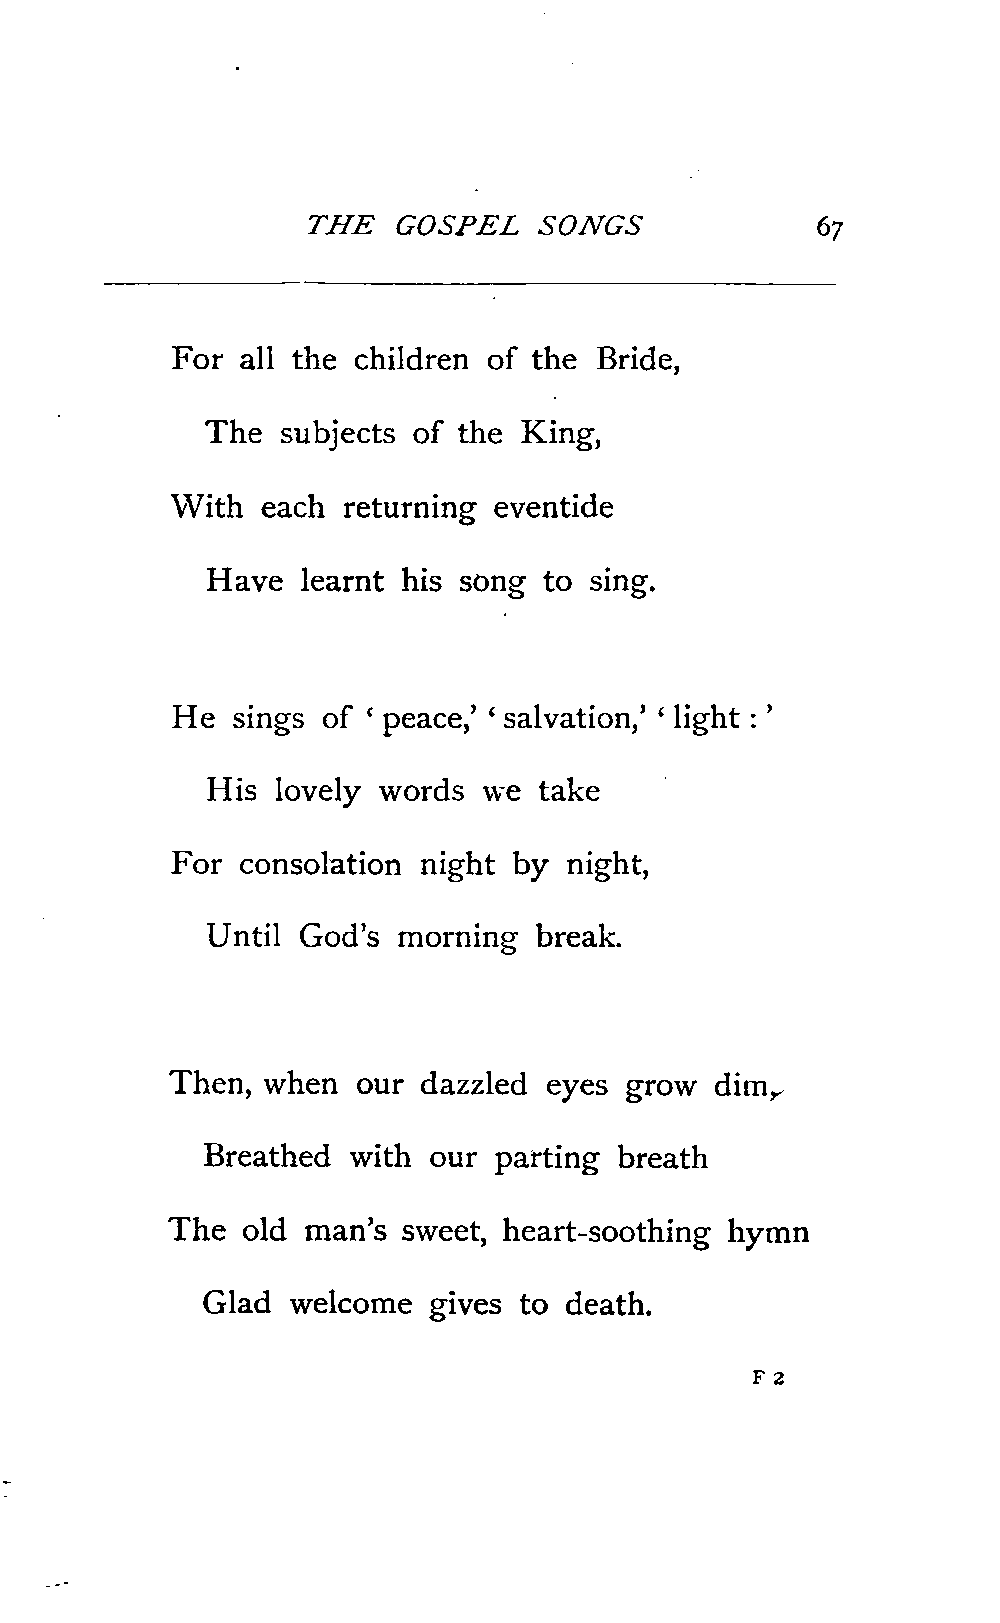 THE GOSPEL SONGS 67
For all the children of the Bride,
The subjects of the King,
With each returning eventide
Have learnt his song to sing.
He sings of ‘ peace,’ ‘ salvation,’ ‘ light : ’
His lovely words we take
For consolation night by night,
Until God’s morning break.
Then, when our dazzled eyes grow dim,
Breathed with our parting breath
The old man’s sweet, heart-soothing hymn
Glad welcome gives to death.
F 2